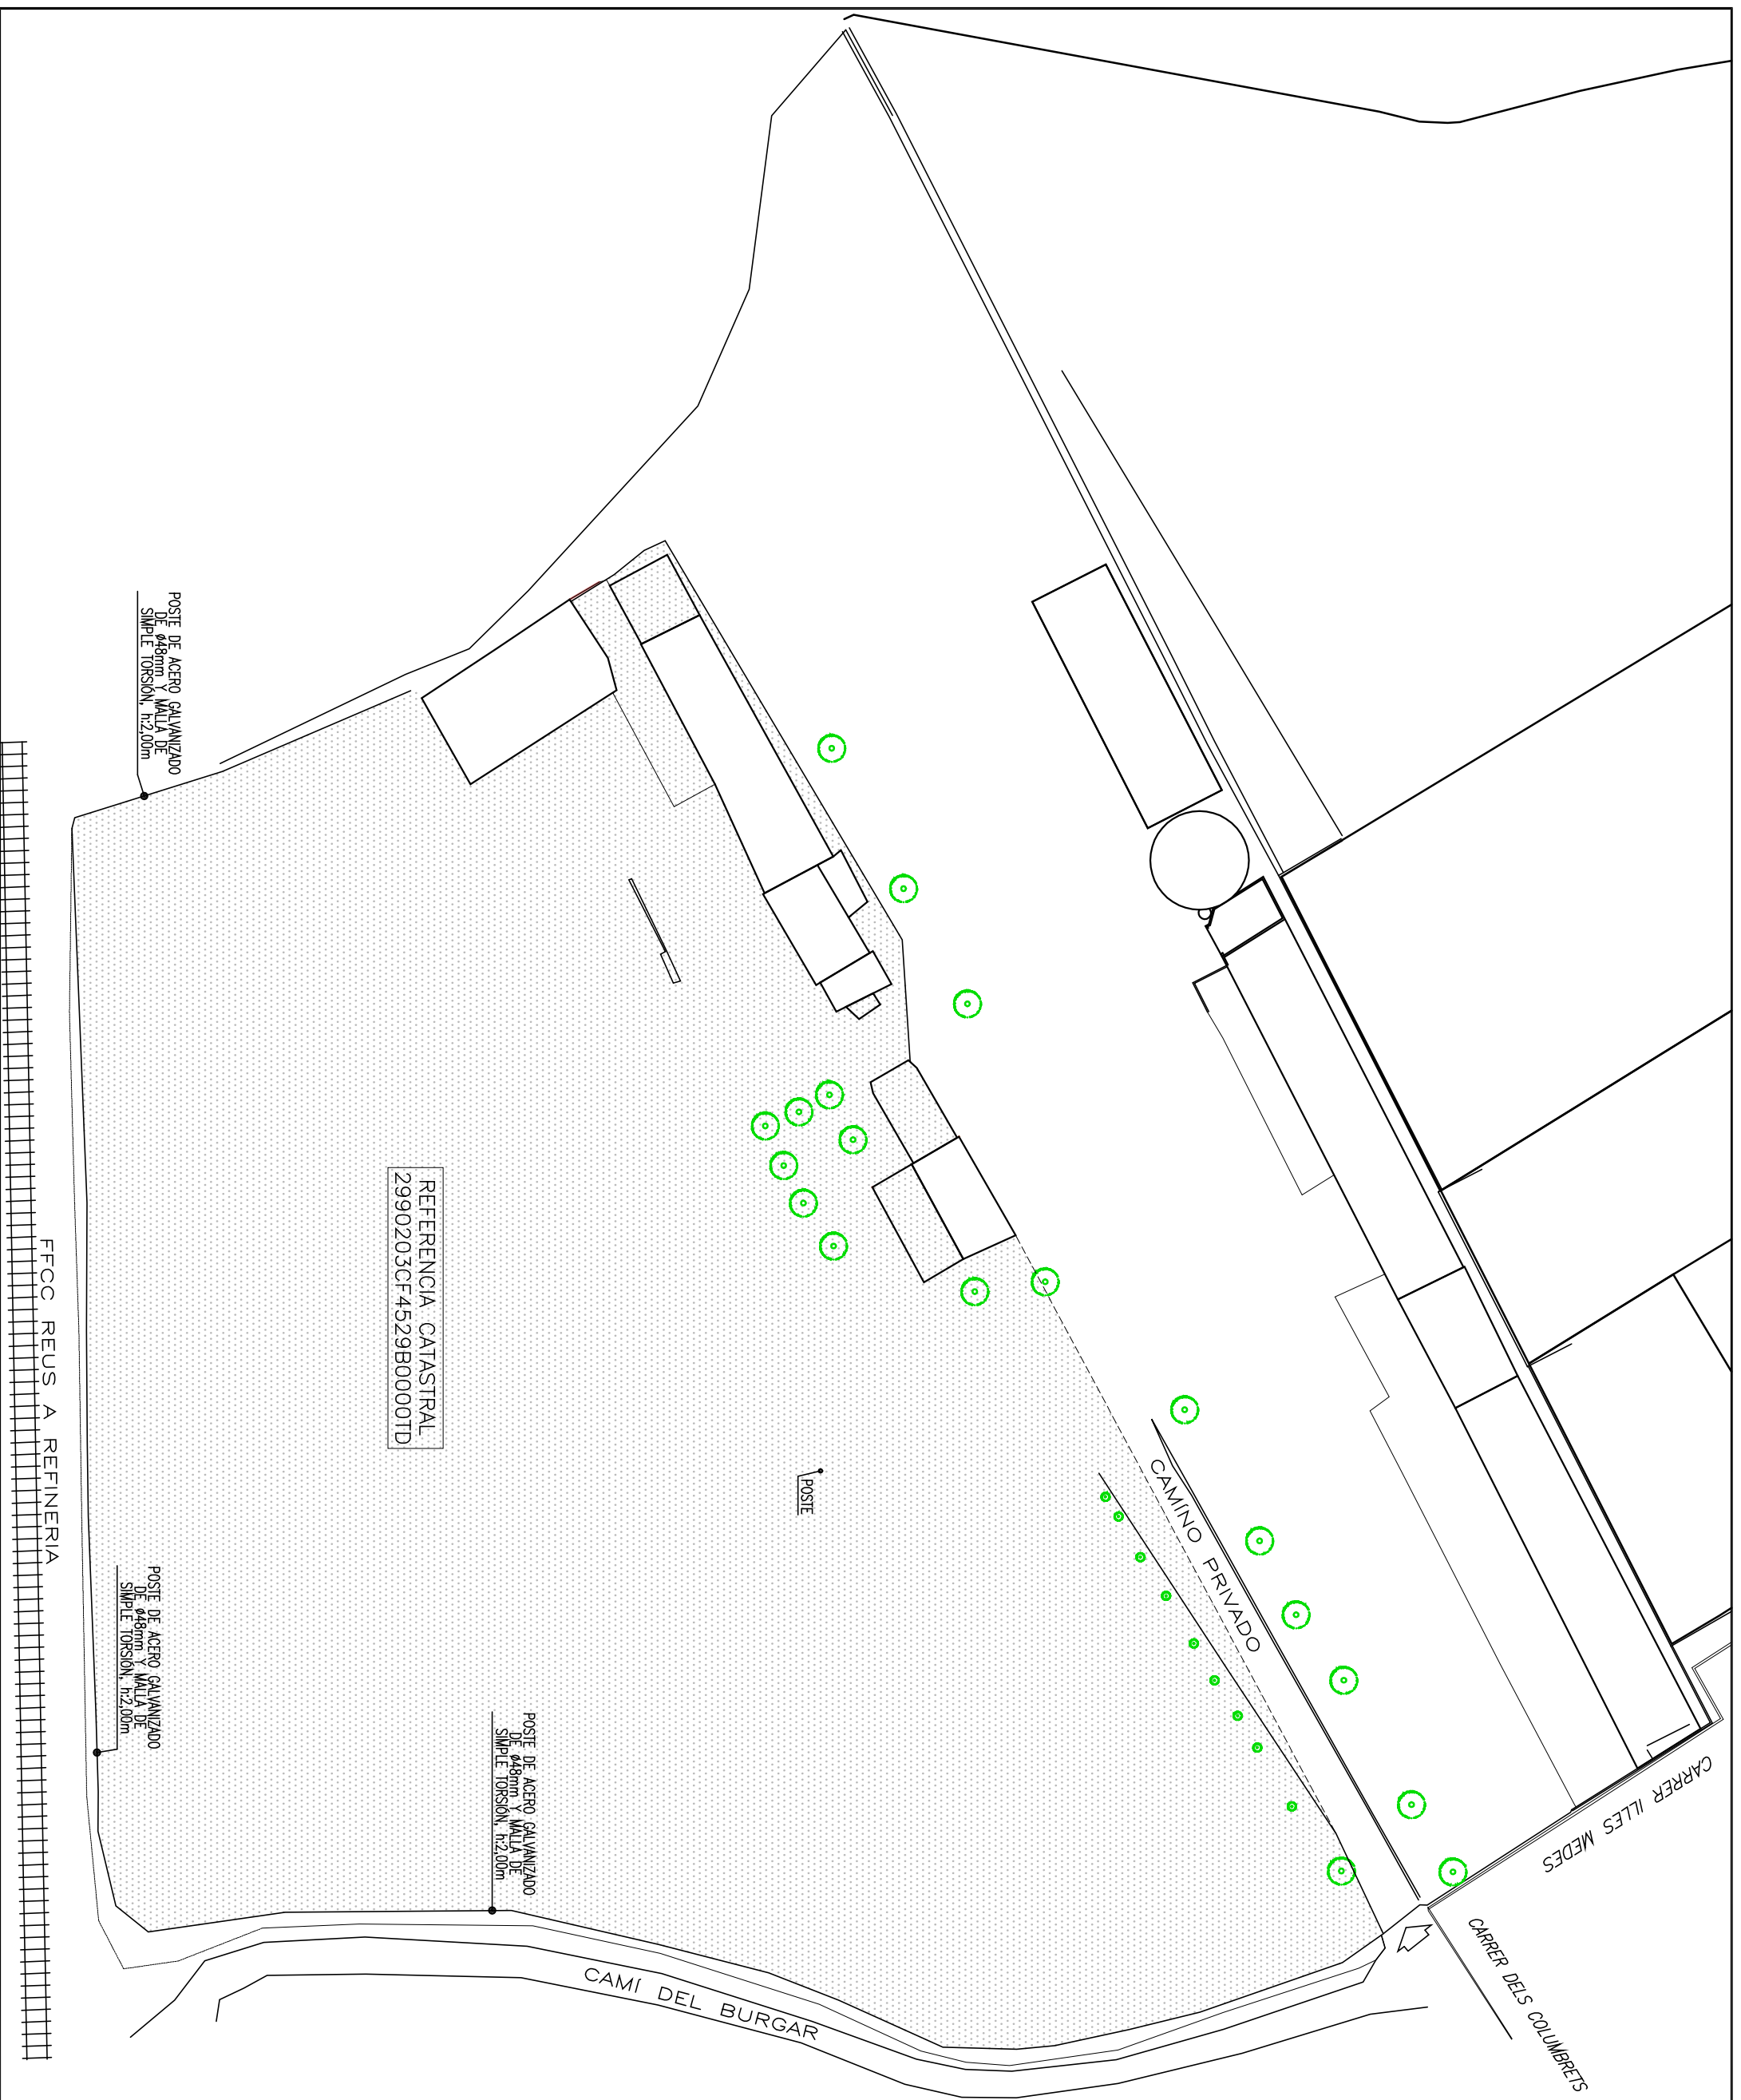 POSTE DE ACERO GALVANIZADO
DE ø48mm Y MALLA DE
SIMPLE TORSIÓN, h:2,00m
REFERENCIA CATASTRAL
2990203CF4529B0000TD
POSTE
CAMINO PRIVADO
CARRER ILLES MEDES
CARRER DELS COLUMBRETS
FFCC REUS A REFINERIA
POSTE DE ACERO GALVANIZADO
DE ø48mm Y MALLA DE
SIMPLE TORSIÓN, h:2,00m
POSTE DE ACERO GALVANIZADO
DE ø48mm Y MALLA DE
SIMPLE TORSIÓN, h:2,00m
CAMÍ DEL BURGAR